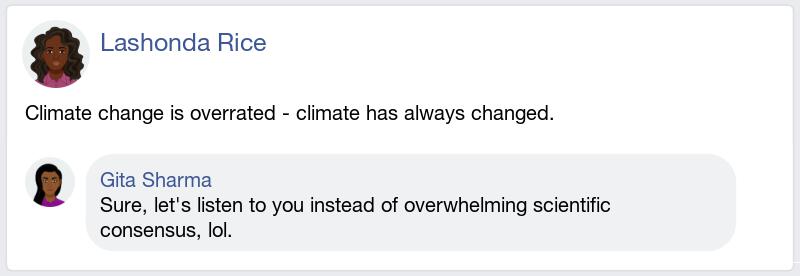 Lashonda Rice
Climate change is overrated - climate has always changed.
Gita Sharma
Sure, let's listen to you instead of overwhelming scientific
consensus, lol.